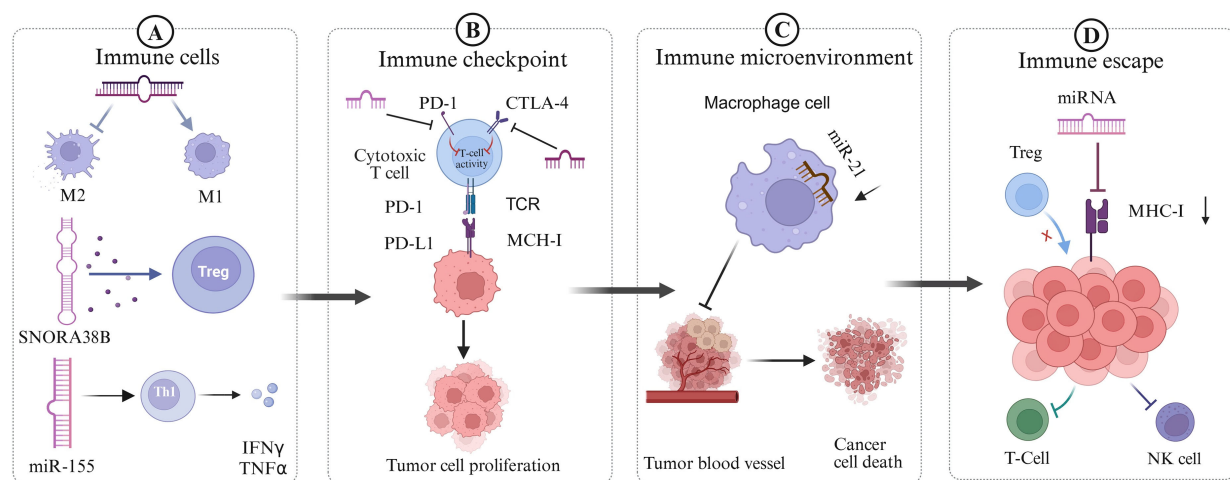 A
Immune cells
M2
M1
SNORA38B
Treg
miR-155
Th1
IFNγ
TNFα
B
Immune checkpoint
PD-1
CTLA-4
T-cell
activity
Cytotoxic
T cell
PD-1
TCR
PD-L1
MCH-I
Tumor cell proliferation
C
Immune microenvironment
Macrophage cell
miR-21
Tumor blood vessel
Cancer
cell death
D
Immune escape
miRNA
Treg
MHC-I
T-Cell
NK cell